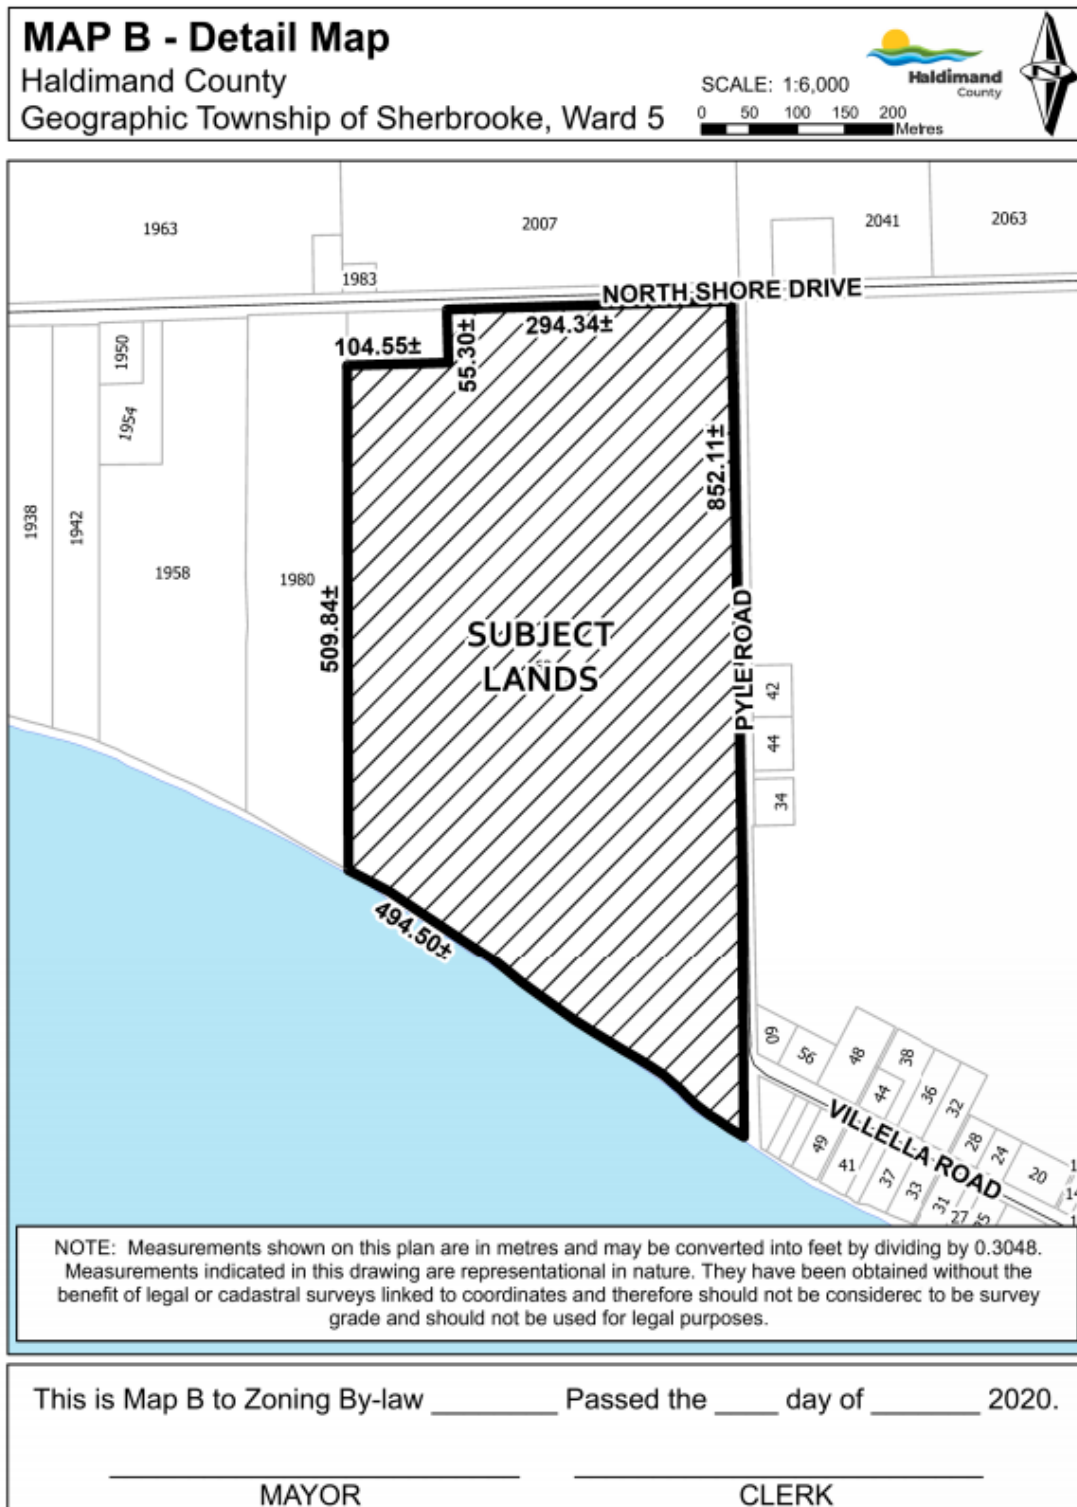 MAP B - Detail Map
Haldimand County
Geographic Township of Sherbrooke, Ward 5
SCALE: 1:6,000
0 50 100 150 200
Metres
Haldimand
County
N
1963
2007
2041
2063
1983
NORTH SHORE DRIVE
1950
104.55±
55.30±
294.34±
1954
852.11±
1938
1942
1958
1980
509.84±
SUBJECT
LANDS
PYLE ROAD
42
44
34
494.50±
60
56
48
38
44
36
32
VILLELLA ROAD
49
41
37
33
31
27
28
24
20
NOTE: Measurements shown on this plan are in metres and may be converted into feet by dividing by 0.3048.
Measurements indicated in this drawing are representational in nature. They have been obtained without the
benefit of legal or cadastral surveys linked to coordinates and therefore should not be considered to be survey
grade and should not be used for legal purposes.
This is Map B to Zoning By-law ________ Passed the ____ day of _______ 2020.
MAYOR
CLERK